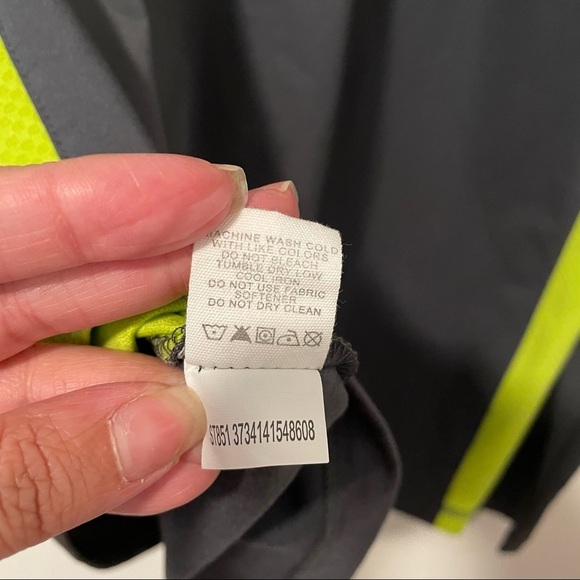 MACHINE WASH COLD
WITH LIKE COLORS
DO NOT BLEACH
TUMBLE DRY LOW
COOL IRON
DO NOT USE FABRIC
SOFTENER
DO NOT DRY CLEAN
ST851 3734141548608